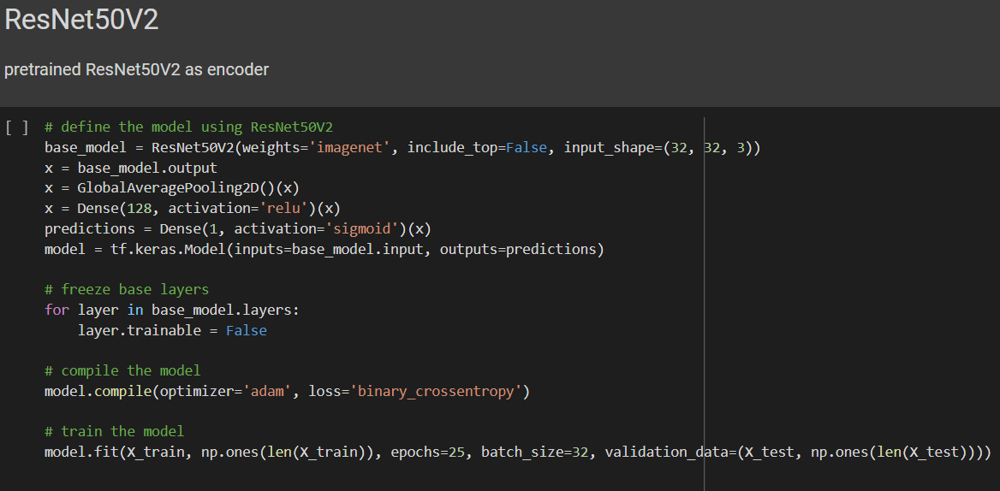 ResNet50V2
pretrained ResNet50V2 as encoder
[ ] # define the model using ResNet50V2
base_model = ResNet50V2(weights='imagenet', include_top=False, input_shape=(32, 32, 3))
x = base_model.output
x = GlobalAveragePooling2D()(x)
x = Dense(128, activation='relu')(x)
predictions = Dense(1, activation='sigmoid')(x)
model = tf.keras.Model(inputs=base_model.input, outputs=predictions)
# freeze base layers
for layer in base_model.layers:
    layer.trainable = False
# compile the model
model.compile(optimizer='adam', loss='binary_crossentropy')
# train the model
model.fit(X_train, np.ones(len(X_train)), epochs=25, batch_size=32, validation_data=(X_test, np.ones(len(X_test))))